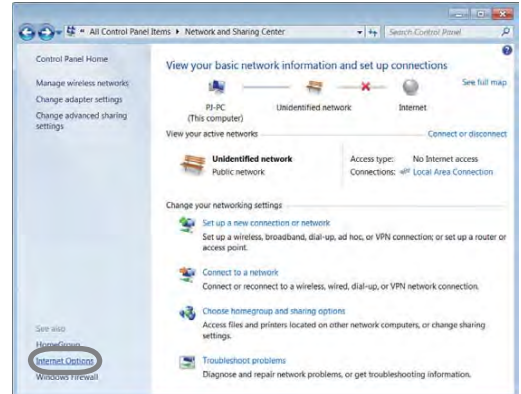 All Control Panel Items ▸ Network and Sharing Center
Search Control Panel
Control Panel Home
Manage wireless networks
Change adapter settings
Change advanced sharing
settings
See also
HomeGroup
Internet Options
Windows Firewall
View your basic network information and set up connections
See full map
PJ-PC
(This computer)
Unidentified network
Internet
View your active networks
Connect or disconnect
Unidentified network
Public network
Access type: No Internet access
Connections: Local Area Connection
Change your networking settings
Set up a new connection or network
Set up a wireless, broadband, dial-up, ad hoc, or VPN connection; or set up a router or
access point.
Connect to a network
Connect or reconnect to a wireless, wired, dial-up, or VPN network connection.
Choose homegroup and sharing options
Access files and printers located on other network computers, or change sharing
settings.
Troubleshoot problems
Diagnose and repair network problems, or get troubleshooting information.